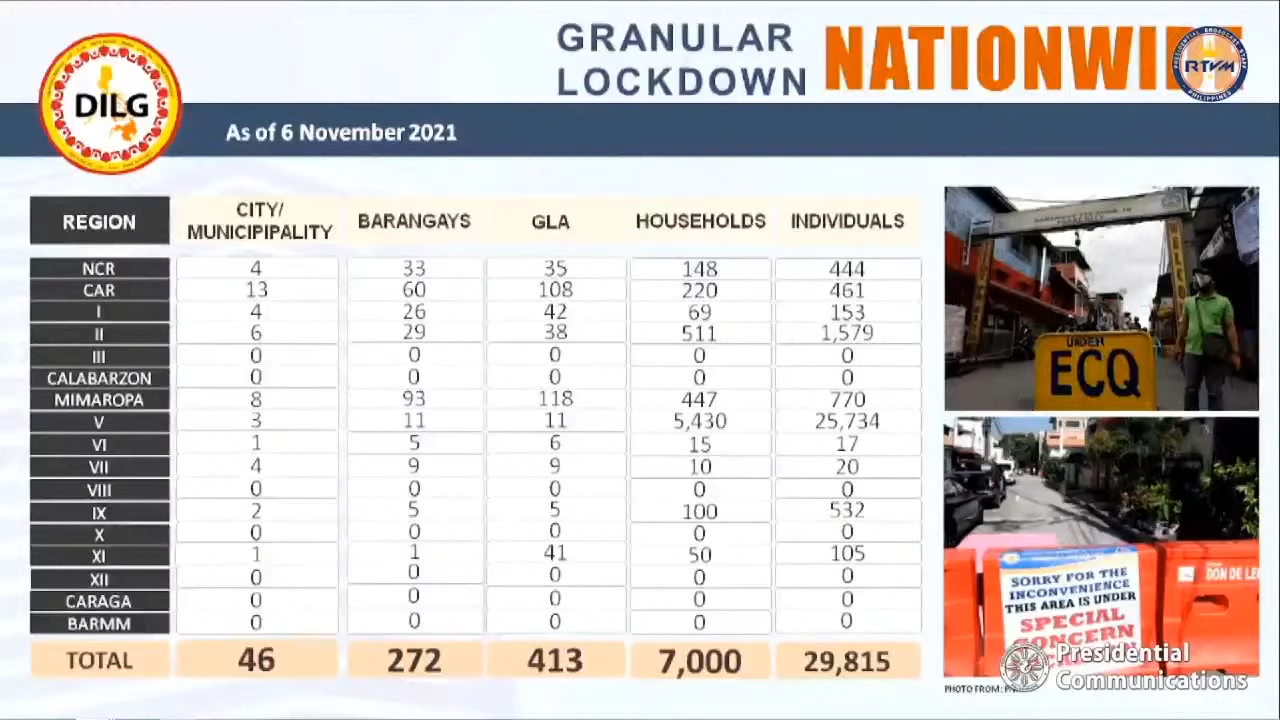 GRANULAR
LOCKDOWN
NATIONWI
DILG
RTVM
PRESIDENTIAL BROADCAST STAFF
PHILIPPINES
As of 6 November 2021
REGION CITY/ MUNICIPIPALITY BARANGAYS GLA HOUSEHOLDS INDIVIDUALS
NCR 4 33 35 148 444
CAR 13 60 108 220 461
I 4 26 42 69 153
II 6 29 38 511 1,579
III 0 0 0 0 0
CALABARZON 0 0 0 0 0
MIMAROPA 8 93 118 447 770
V 3 11 11 5,430 25,734
VI 1 5 6 15 17
VII 4 9 9 10 20
VIII 0 0 0 0 0
IX 2 5 5 100 532
X 0 0 0 0 0
XI 1 1 41 50 105
XII 0 0 0 0 0
CARAGA 0 0 0 0 0
BARMM 0 0 0 0 0
TOTAL 46 272 413 7,000 29,815
UNDER
ECQ
SORRY FOR THE
INCONVENIENCE
THIS AREA IS UNDER
SPECIAL
CONCERN
DON DE LE
Presidential
Communications
PHOTO FROM: